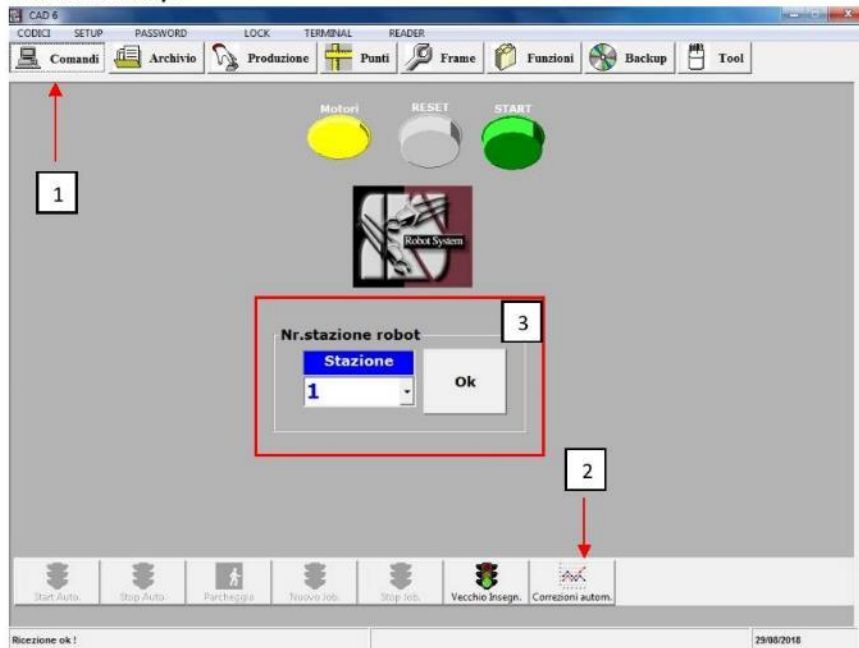 CAD 6
CODICI SETUP PASSWORD LOCK TERMINAL READER
Comandi Archivio Produzione Punti Frame Funzioni Backup Tool
Motori RESET START
1
Robot System
3
Nr.stazione robot
Stazione
1
Ok
2
Start Auto. Stop Auto Parcheggio Nuovo Job. Stop Job. Vecchio Insegn. Correzioni autom.
Ricezione ok ! 29/08/2018